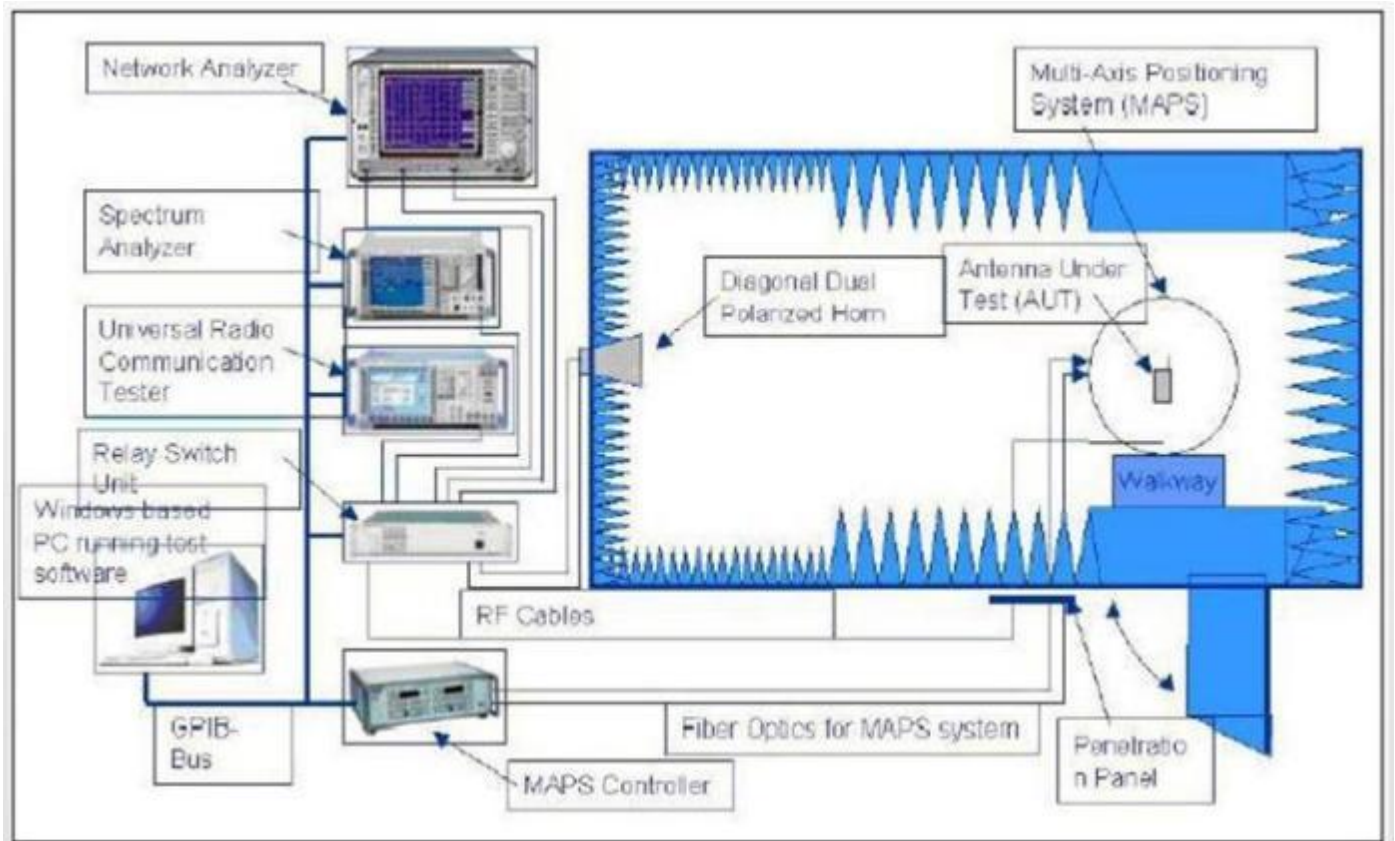 Network Analyzer
Multi-Axis Positioning
System (MAPS)
Spectrum
Analyzer
Diagonal Dual
Polarized Horn
Antenna Under
Test (AUT)
Universal Radio
Communication
Tester
Relay Switch
Unit
Walkway
Windows based
PC running test
software
RF Cables
GPIB-
Bus
Fiber Optics for MAPS system
Penetratio
n Panel
MAPS Controller